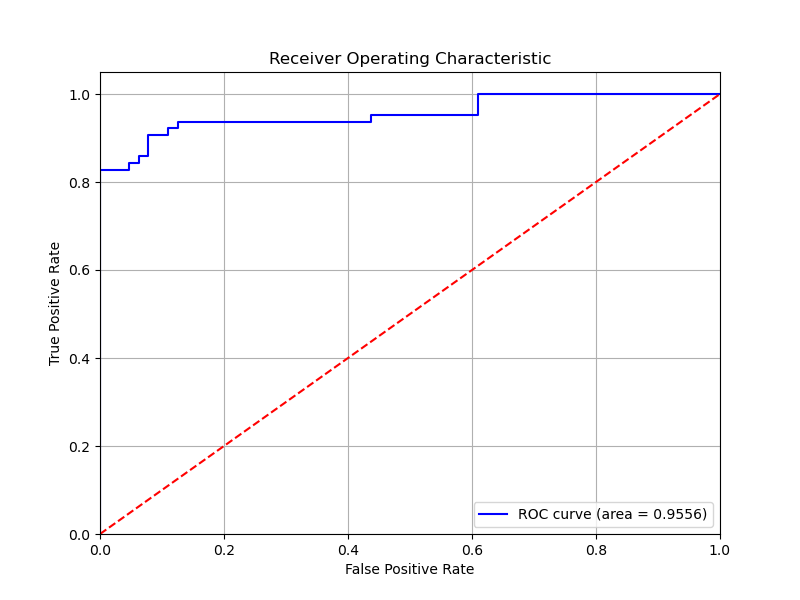 Receiver Operating Characteristic
True Positive Rate
1.0
0.8
0.6
0.4
0.2
0.0
ROC curve (area = 0.9556)
0.0 0.2 0.4 0.6 0.8 1.0
False Positive Rate